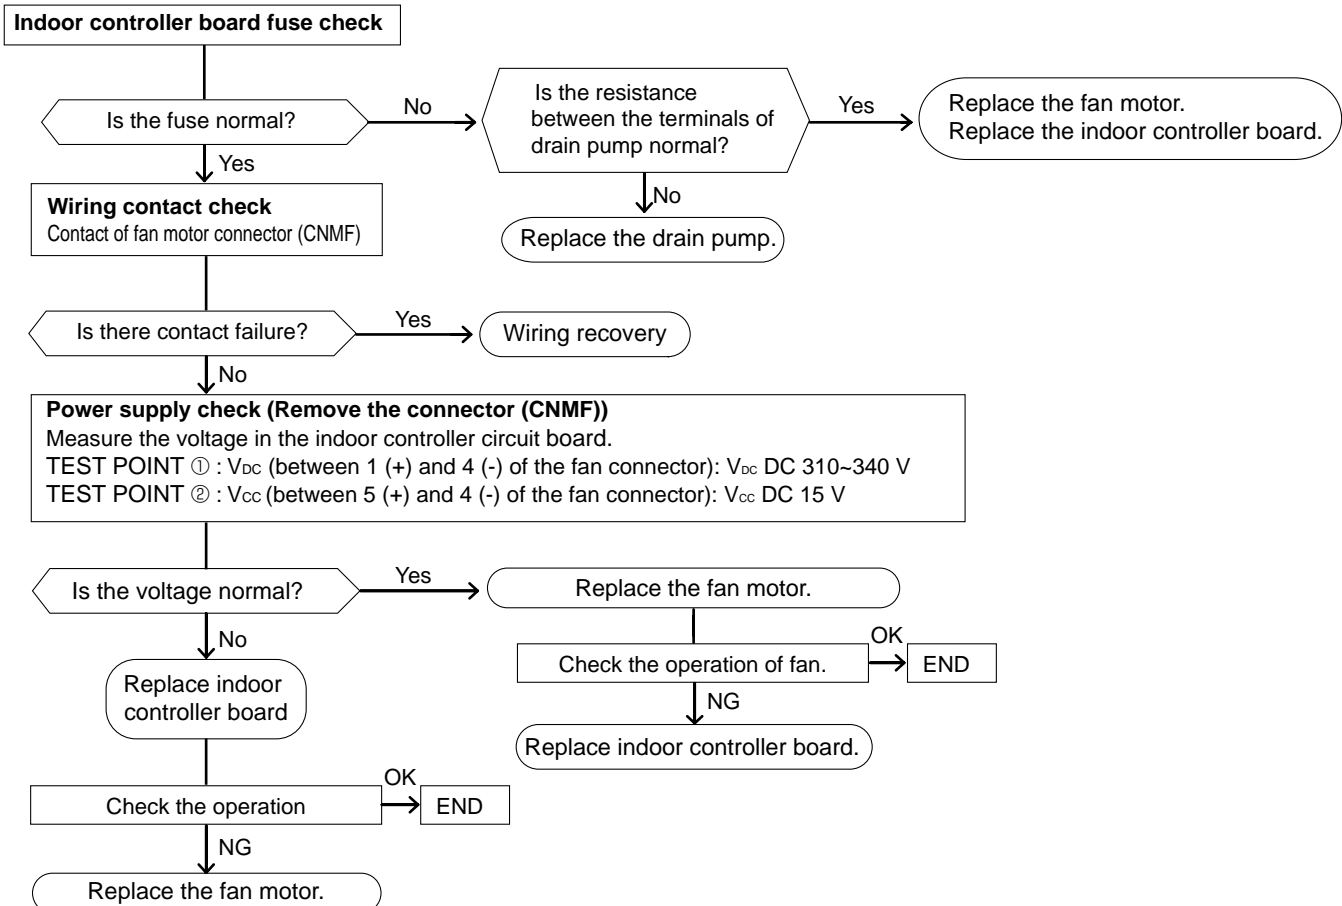 Indoor controller board fuse check
Is the fuse normal?
No
Is the resistance
between the terminals of
drain pump normal?
Yes
Replace the fan motor.
Replace the indoor controller board.
Yes
No
Wiring contact check
Contact of fan motor connector (CNMF)
Replace the drain pump.
Is there contact failure?
Yes
Wiring recovery
No
Power supply check (Remove the connector (CNMF))
Measure the voltage in the indoor controller circuit board.
TEST POINT ① : VDC (between 1 (+) and 4 (-) of the fan connector): VDC DC 310~340 V
TEST POINT ② : VCC (between 5 (+) and 4 (-) of the fan connector): VCC DC 15 V
Is the voltage normal?
Yes
Replace the fan motor.
No
Check the operation of fan.
OK
END
Replace indoor
controller board
NG
Replace indoor controller board.
Check the operation
OK
END
NG
Replace the fan motor.